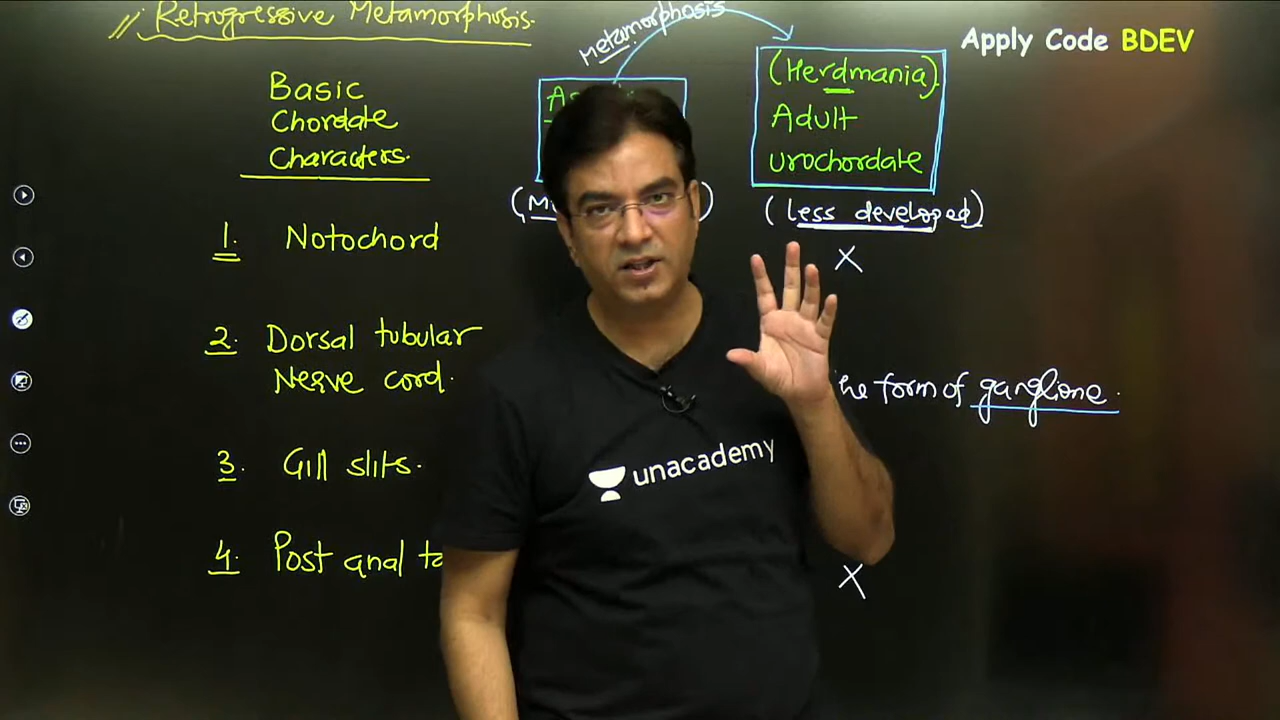 Retrogressive Metamorphosis.
Metamorphosis
Apply Code BDEV
Basic
Chordate
Characters.
(Herdmania)
Adult
urochordate
(less developed)
1. Notochord
X
2. Dorsal tubular
Nerve cord.
form of ganglione.
3. Gill slits.
4. Post anal
X
unacademy